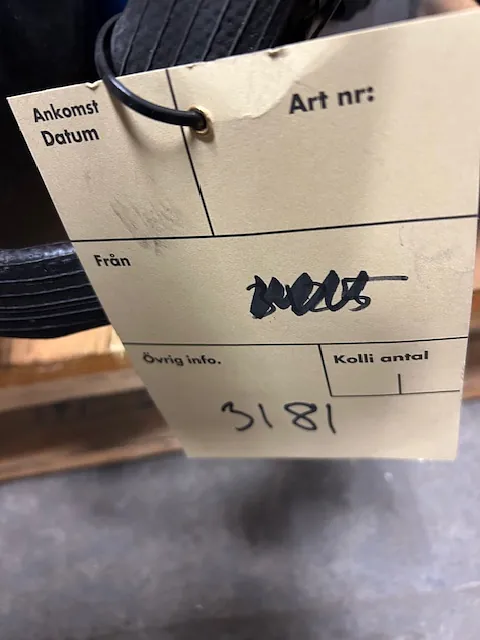 Ankomst
Datum
Art nr:
Från
Övrig info.
Kolli antal
3181